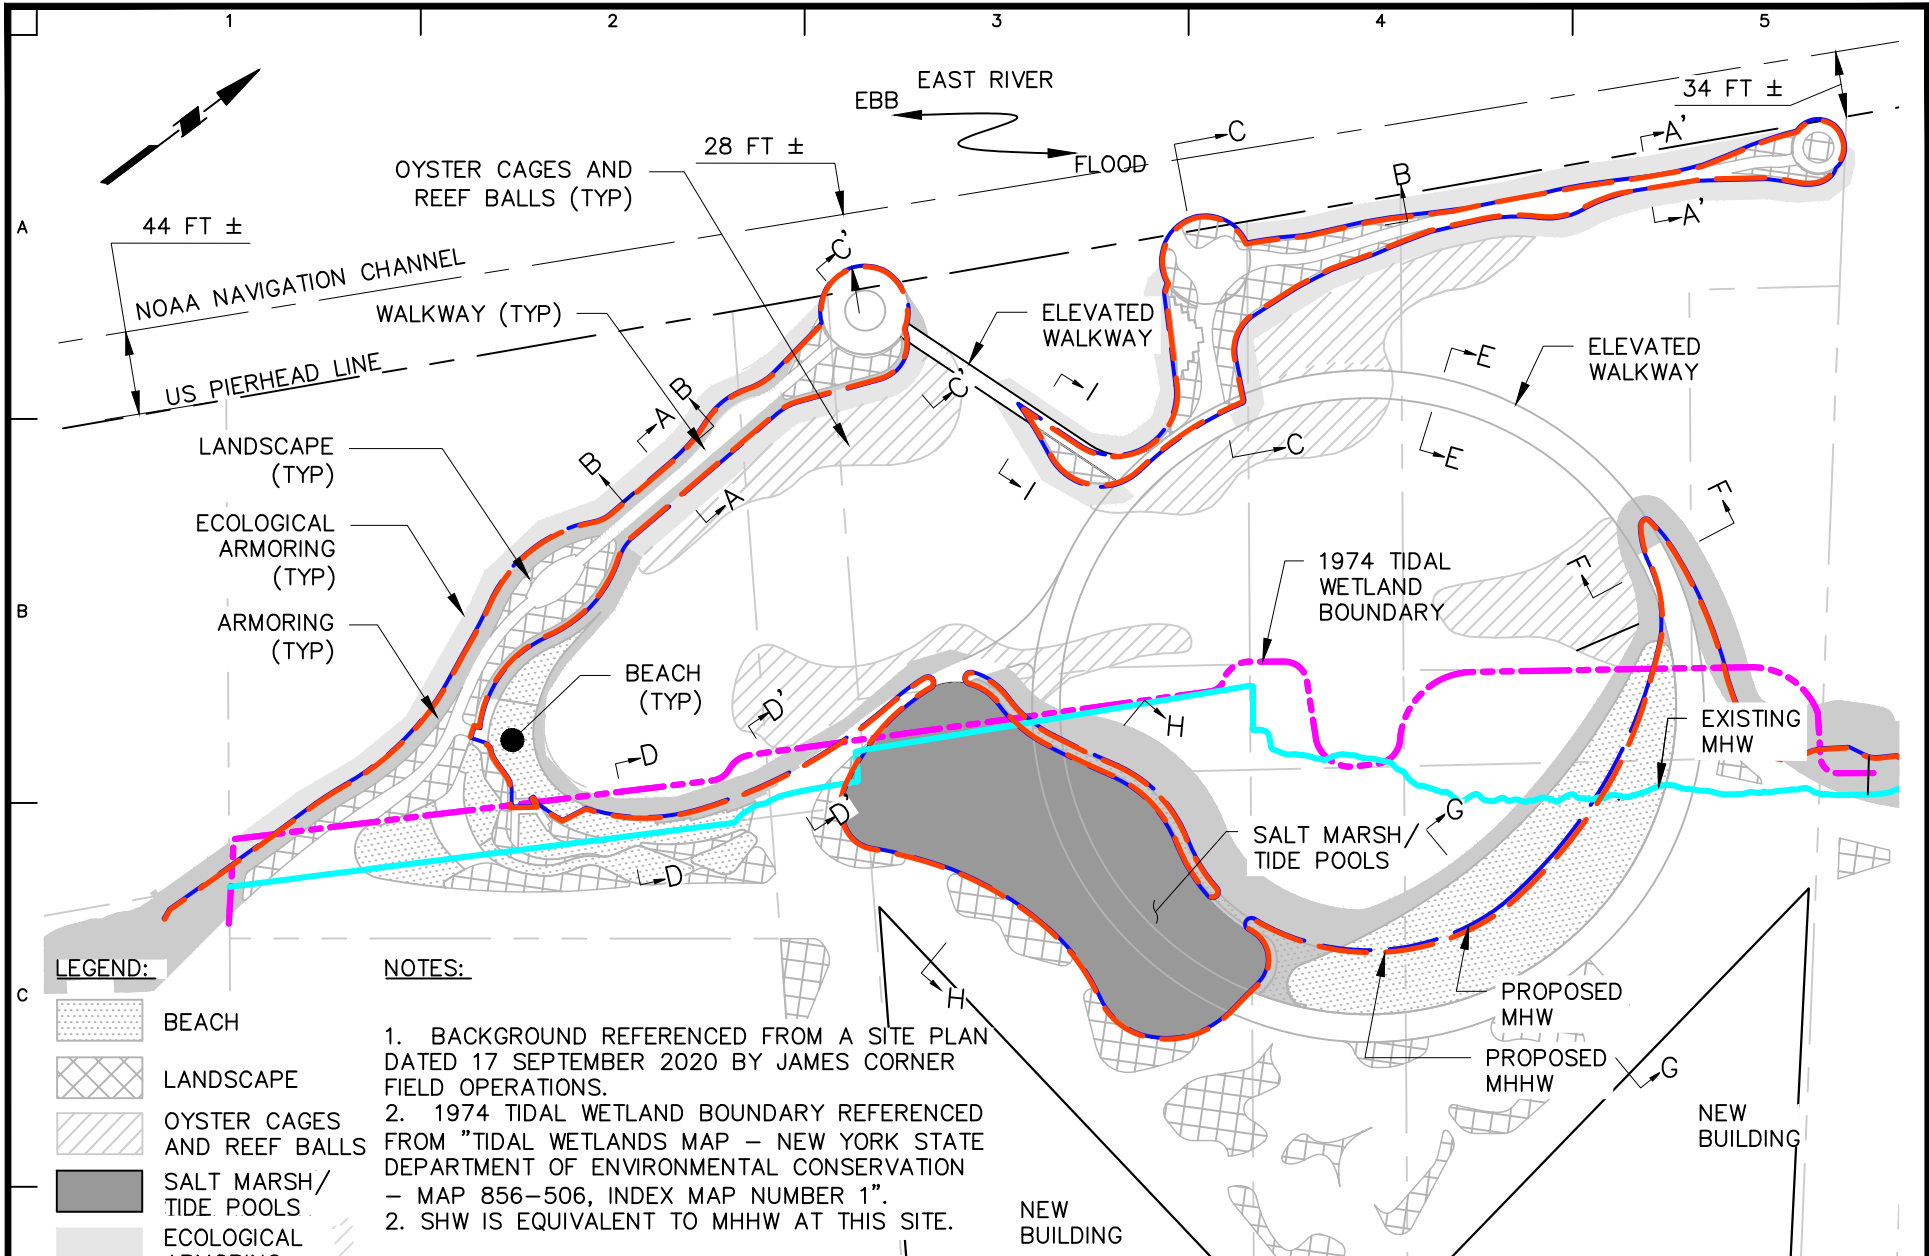 1 2 3 4 5
EAST RIVER
EBB
FLOOD
34 FT ±
28 FT ±
44 FT ±
OYSTER CAGES AND
REEF BALLS (TYP)
C
A'
B
A'
A
NOAA NAVIGATION CHANNEL
C'
WALKWAY (TYP)
US PIERHEAD LINE
ELEVATED
WALKWAY
C'
I
E
ELEVATED
WALKWAY
B
A
LANDSCAPE
(TYP)
B
A
I
C
E
F
F
ECOLOGICAL
ARMORING
(TYP)
1974 TIDAL
WETLAND
BOUNDARY
B
ARMORING
(TYP)
BEACH
(TYP)
D'
D
H
EXISTING
MHW
D'
G
SALT MARSH/
TIDE POOLS
D
C
H
PROPOSED
MHW
PROPOSED
MHHW
G
NEW
BUILDING
NEW
BUILDING
LEGEND:
BEACH
LANDSCAPE
OYSTER CAGES
AND REEF BALLS
SALT MARSH/
TIDE POOLS
ECOLOGICAL
ARMORING
NOTES:
1. BACKGROUND REFERENCED FROM A SITE PLAN
DATED 17 SEPTEMBER 2020 BY JAMES CORNER
FIELD OPERATIONS.
2. 1974 TIDAL WETLAND BOUNDARY REFERENCED
FROM "TIDAL WETLANDS MAP – NEW YORK STATE
DEPARTMENT OF ENVIRONMENTAL CONSERVATION
– MAP 856–506, INDEX MAP NUMBER 1".
2. SHW IS EQUIVALENT TO MHHW AT THIS SITE.